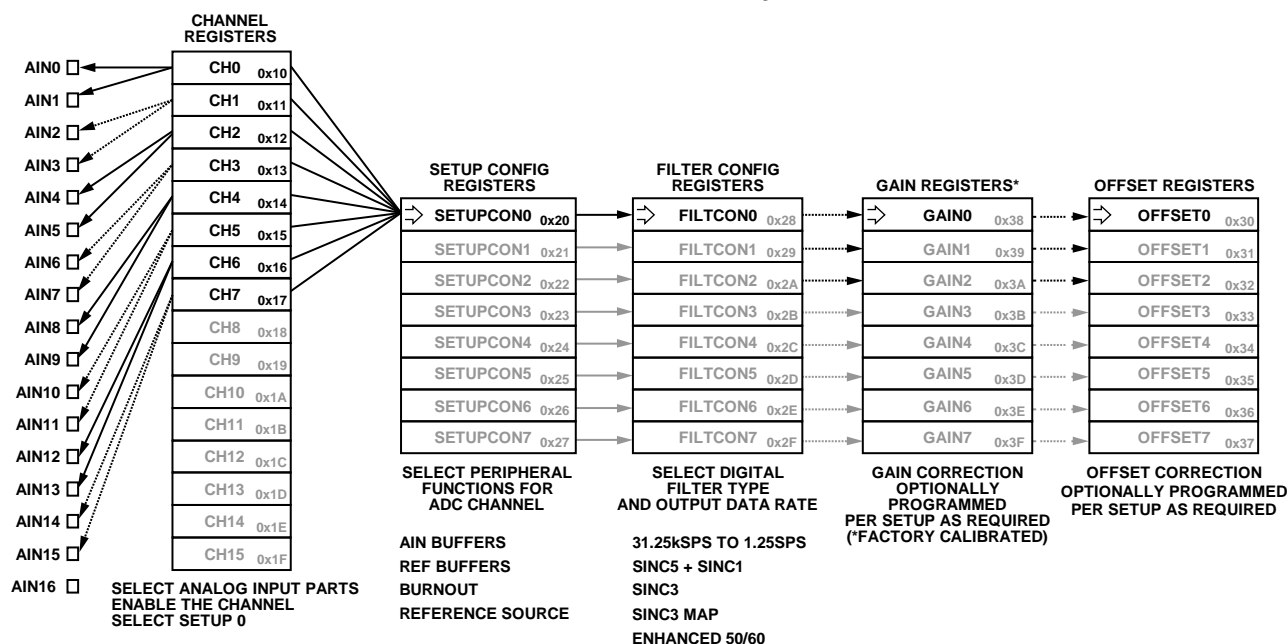 CHANNEL
REGISTERS
AIN0
AIN1
AIN2
AIN3
AIN4
AIN5
AIN6
AIN7
AIN8
AIN9
AIN10
AIN11
AIN12
AIN13
AIN14
AIN15
AIN16
CH0 0x10
CH1 0x11
CH2 0x12
CH3 0x13
CH4 0x14
CH5 0x15
CH6 0x16
CH7 0x17
CH8 0x18
CH9 0x19
CH10 0x1A
CH11 0x1B
CH12 0x1C
CH13 0x1D
CH14 0x1E
CH15 0x1F
SELECT ANALOG INPUT PARTS
ENABLE THE CHANNEL
SELECT SETUP 0
SETUP CONFIG
REGISTERS
SETUPCON0 0x20
SETUPCON1 0x21
SETUPCON2 0x22
SETUPCON3 0x23
SETUPCON4 0x24
SETUPCON5 0x25
SETUPCON6 0x26
SETUPCON7 0x27
SELECT PERIPHERAL
FUNCTIONS FOR
ADC CHANNEL
AIN BUFFERS
REF BUFFERS
BURNOUT
REFERENCE SOURCE
FILTER CONFIG
REGISTERS
FILTCON0 0x28
FILTCON1 0x29
FILTCON2 0x2A
FILTCON3 0x2B
FILTCON4 0x2C
FILTCON5 0x2D
FILTCON6 0x2E
FILTCON7 0x2F
SELECT DIGITAL
FILTER TYPE
AND OUTPUT DATA RATE
31.25kSPS TO 1.25SPS
SINC5 + SINC1
SINC3
SINC3 MAP
ENHANCED 50/60
GAIN REGISTERS*
GAIN0 0x38
GAIN1 0x39
GAIN2 0x3A
GAIN3 0x3B
GAIN4 0x3C
GAIN5 0x3D
GAIN6 0x3E
GAIN7 0x3F
GAIN CORRECTION
OPTIONALLY
PROGRAMMED
PER SETUP AS REQUIRED
(*FACTORY CALIBRATED)
OFFSET REGISTERS
OFFSET0 0x30
OFFSET1 0x31
OFFSET2 0x32
OFFSET3 0x33
OFFSET4 0x34
OFFSET5 0x35
OFFSET6 0x36
OFFSET7 0x37
OFFSET CORRECTION
OPTIONALLY PROGRAMMED
PER SETUP AS REQUIRED